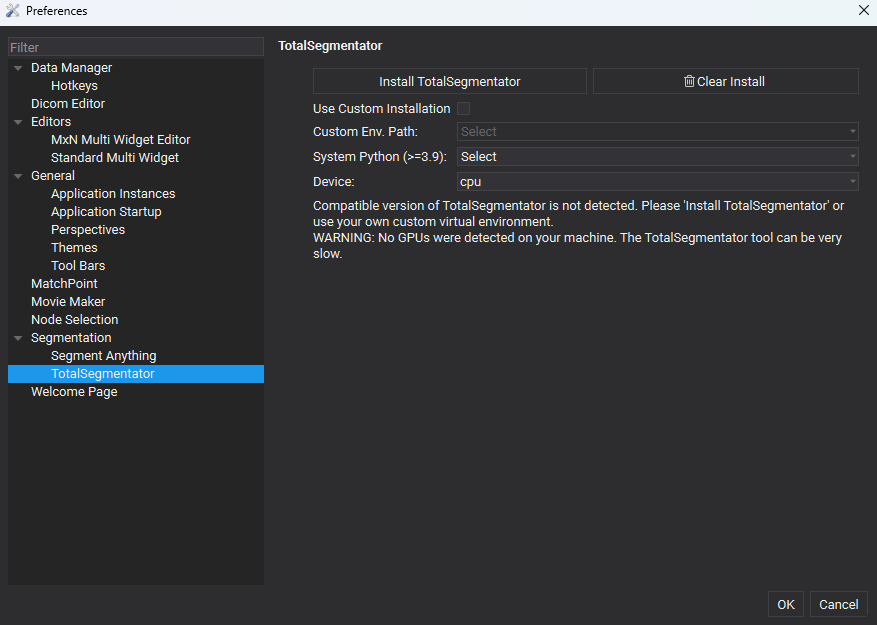 Preferences
Filter
Data Manager
Hotkeys
Dicom Editor
Editors
MxN Multi Widget Editor
Standard Multi Widget
General
Application Instances
Application Startup
Perspectives
Themes
Tool Bars
MatchPoint
Movie Maker
Node Selection
Segmentation
Segment Anything
TotalSegmentator
Welcome Page
TotalSegmentator
Install TotalSegmentator Clear Install
Use Custom Installation
Custom Env. Path: Select
System Python (>=3.9): Select
Device: cpu
Compatible version of TotalSegmentator is not detected. Please 'Install TotalSegmentator' or
use your own custom virtual environment.
WARNING: No GPUs were detected on your machine. The TotalSegmentator tool can be very
slow.
OK Cancel